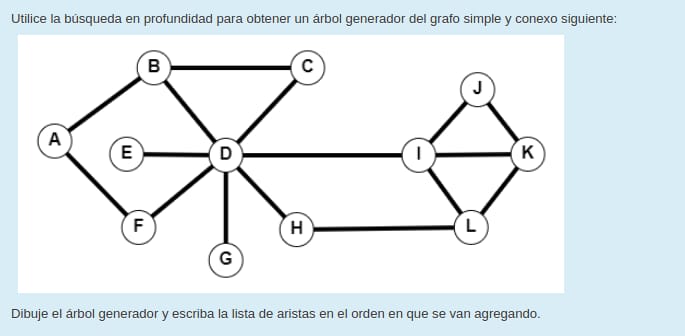 Utilice la búsqueda en profundidad para obtener un árbol generador del grafo simple y conexo siguiente:
B
C
J
A
E
D
I
K
F
H
L
G
Dibuje el árbol generador y escriba la lista de aristas en el orden en que se van agregando.